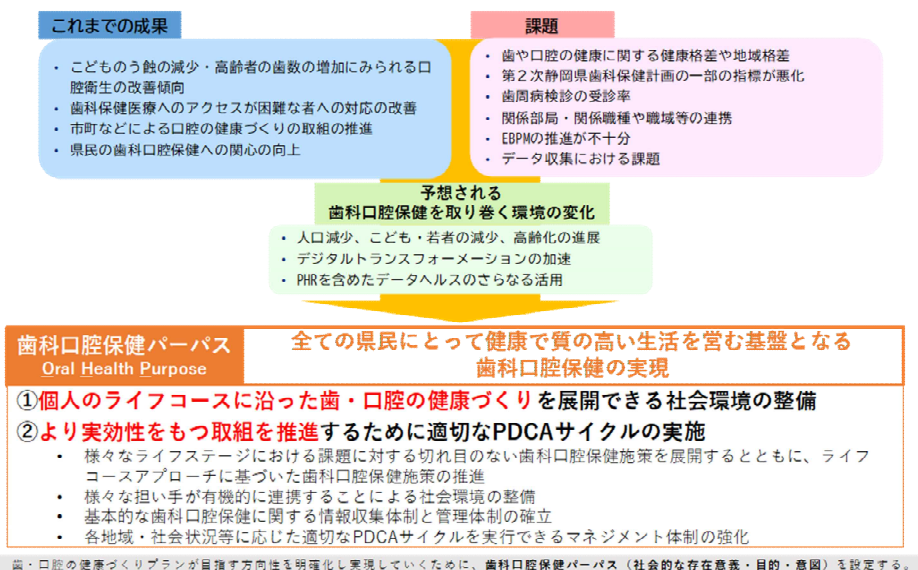 これまでの成果
・ こどものう蝕の減少・高齢者の歯数の増加にみられる口
腔衛生の改善傾向
・ 歯科保健医療へのアクセスが困難な者への対応の改善
・ 市町などによる口腔の健康づくりの取組の推進
・ 県民の歯科口腔保健への関心の向上
課題
・ 歯や口腔の健康に関する健康格差や地域格差
・ 第2次静岡県歯科保健計画の一部の指標が悪化
・ 歯周病検診の受診率
・ 関係部局・関係職種や職域等の連携
・ EBPMの推進が不十分
・ データ収集における課題
予想される
歯科口腔保健を取り巻く環境の変化
・ 人口減少、こども・若者の減少、高齢化の進展
・ デジタルトランスフォーメーションの加速
・ PHRを含めたデータヘルスのさらなる活用
歯科口腔保健パーパス
Oral Health Purpose
全ての県民にとって健康で質の高い生活を営む基盤となる
歯科口腔保健の実現
①個人のライフコースに沿った歯・口腔の健康づくりを展開できる社会環境の整備
②より実効性をもつ取組を推進するために適切なPDCAサイクルの実施
• 様々なライフステージにおける課題に対する切れ目のない歯科口腔保健施策を展開するとともに、ライフ
コースアプローチに基づいた歯科口腔保健施策の推進
• 様々な担い手が有機的に連携することによる社会環境の整備
• 基本的な歯科口腔保健に関する情報収集体制と管理体制の確立
• 各地域・社会状況等に応じた適切なPDCAサイクルを実行できるマネジメント体制の強化
歯・口腔の健康づくりプランが目指す方向性を明確化し実現していくために、歯科口腔保健パーパス（社会的な存在意義・目的・意図）を設定する。